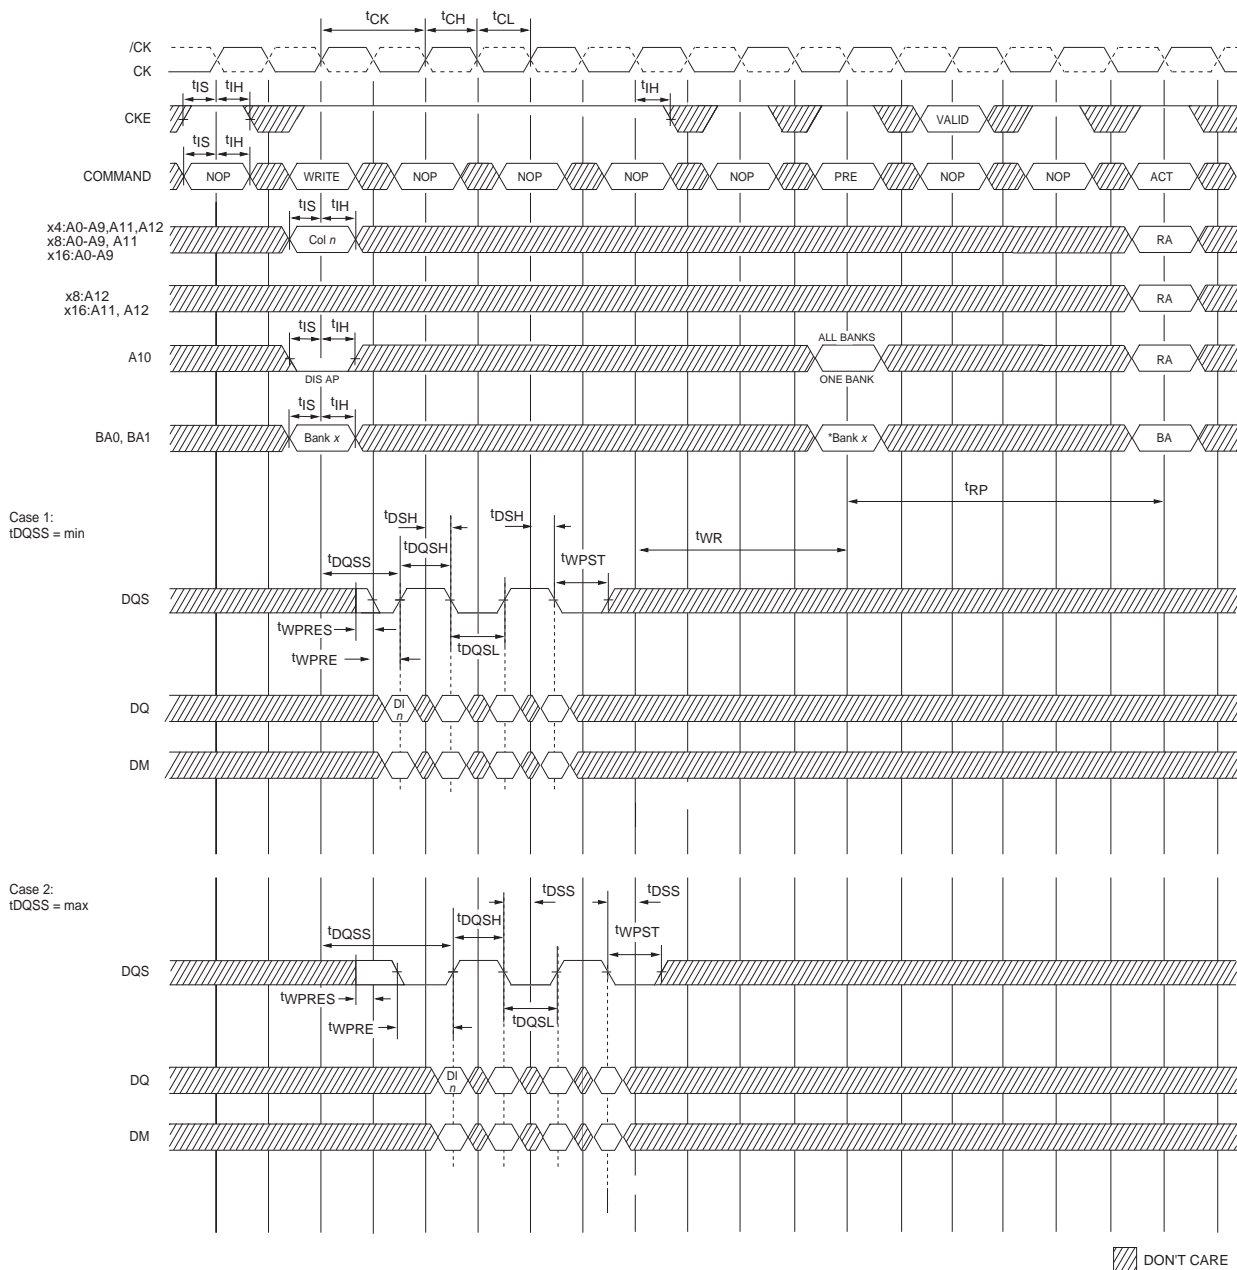 tCK tCH tCL
/CK
CK
tIS tIH tIH
CKE VALID
tIS tIH
COMMAND NOP WRITE NOP NOP NOP NOP PRE NOP NOP ACT
tIS tIH
x4:A0-A9,A11,A12
x8:A0-A9, A11
x16:A0-A9
Col n RA
x8:A12
x16:A11, A12
RA
tIS tIH ALL BANKS
A10 RA
DIS AP ONE BANK
tIS tIH
BA0, BA1 Bank x *Bank x BA
tRP
Case 1:
tDQSS = min
tDSH tDSH
tDQSH tWR
tDQSS tWPST
DQS
tWPRES
tDQSL
tWPRE
DQ DI
n
DM
Case 2:
tDQSS = max
tDSS tDSS
tDQSH
tDQSS tWPST
DQS
tWPRES
tDQSL
tWPRE
DQ DI
n
DM
DON'T CARE